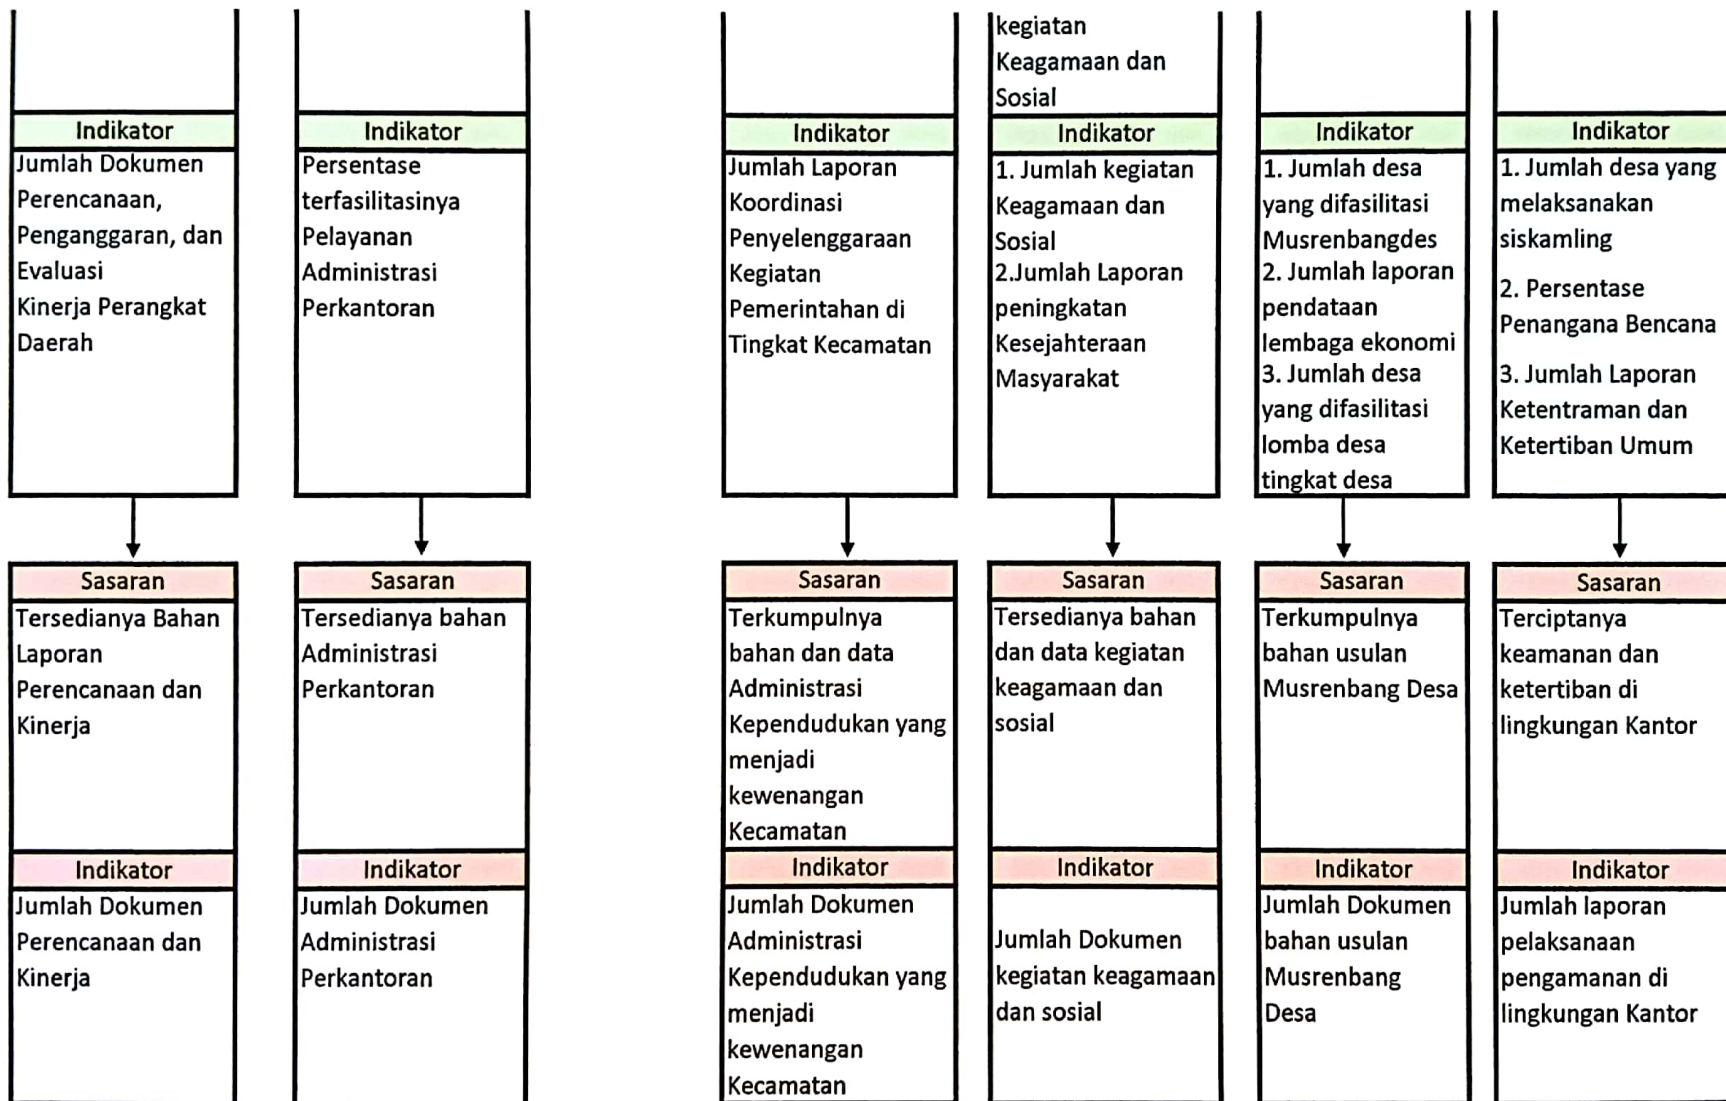 Indikator
Jumlah Dokumen
Perencanaan,
Penganggaran, dan
Evaluasi
Kinerja Perangkat
Daerah
Sasaran
Tersedianya Bahan
Laporan
Perencanaan dan
Kinerja
Indikator
Jumlah Dokumen
Perencanaan dan
Kinerja
Indikator
Persentase
terfasilitasinya
Pelayanan
Administrasi
Perkantoran
Sasaran
Tersedianya bahan
Administrasi
Perkantoran
Indikator
Jumlah Dokumen
Administrasi
Perkantoran
Indikator
Jumlah Laporan
Koordinasi
Penyelenggaraan
Kegiatan
Pemerintahan di
Tingkat Kecamatan
Sasaran
Terkumpulnya
bahan dan data
Administrasi
Kependudukan yang
menjadi
kewenangan
Kecamatan
Indikator
Jumlah Dokumen
Administrasi
Kependudukan yang
menjadi
kewenangan
Kecamatan
kegiatan
Keagamaan dan
Sosial
Indikator
1. Jumlah kegiatan
Keagamaan dan
Sosial
2.Jumlah Laporan
peningkatan
Kesejahteraan
Masyarakat
Sasaran
Tersedianya bahan
dan data kegiatan
keagamaan dan
sosial
Indikator
Jumlah Dokumen
kegiatan keagamaan
dan sosial
Indikator
1. Jumlah desa
yang difasilitasi
Musrenbangdes
2. Jumlah laporan
pendataan
lembaga ekonomi
3. Jumlah desa
yang difasilitasi
lomba desa
tingkat desa
Sasaran
Terkumpulnya
bahan usulan
Musrenbang Desa
Indikator
Jumlah Dokumen
bahan usulan
Musrenbang
Desa
Indikator
1. Jumlah desa yang
melaksanakan
siskamling
2. Persentase
Penangana Bencana
3. Jumlah Laporan
Ketentraman dan
Ketertiban Umum
Sasaran
Terciptanya
keamanan dan
ketertiban di
lingkungan Kantor
Indikator
Jumlah laporan
pelaksanaan
pengamanan di
lingkungan Kantor